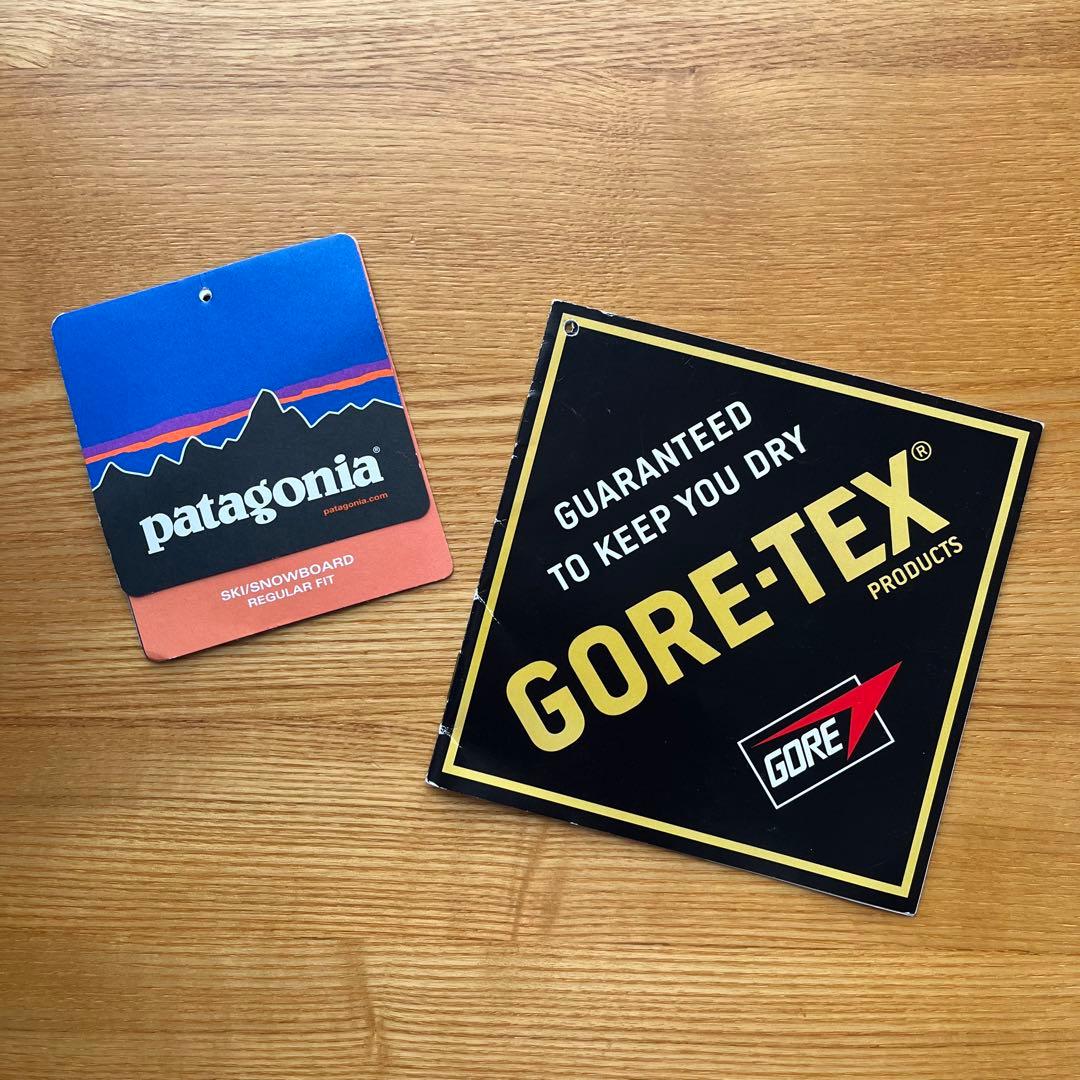 patagonia®
patagonia.com
SKI/SNOWBOARD
REGULAR FIT
GUARANTEED
TO KEEP YOU DRY
GORE-TEX®
PRODUCTS
GORE